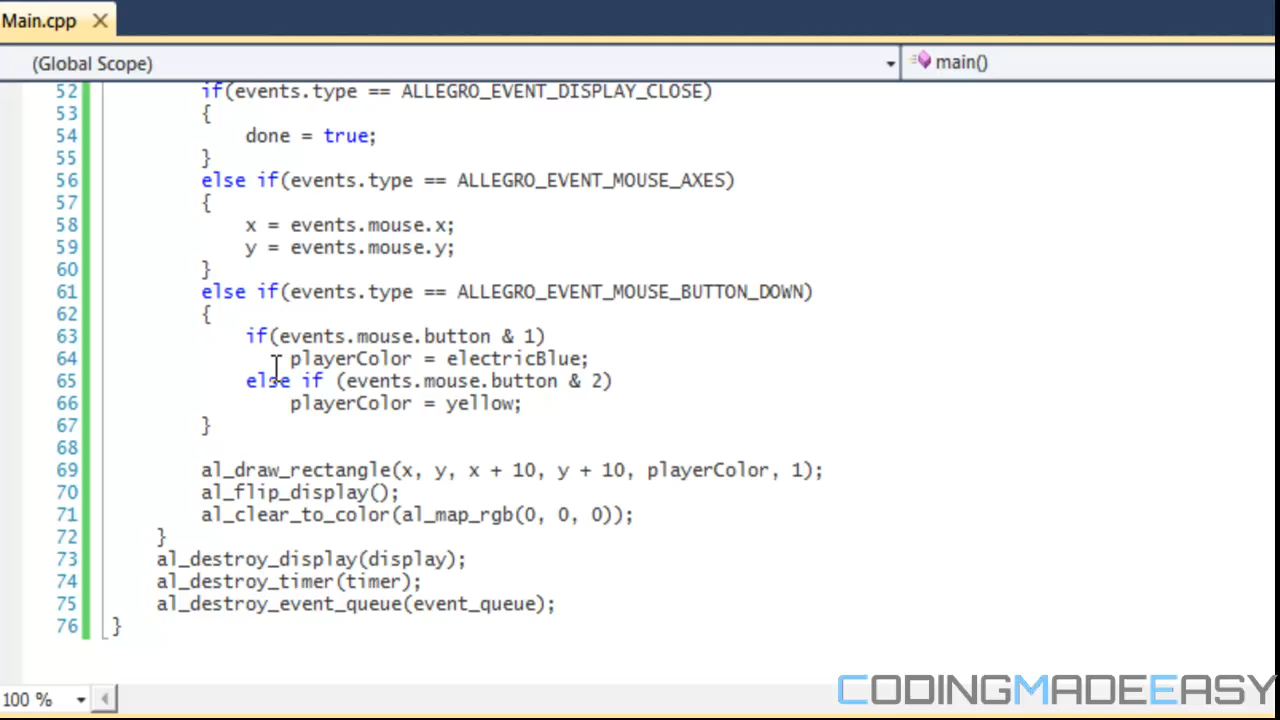 Main.cpp
(Global Scope) main()
52 if(events.type == ALLEGRO_EVENT_DISPLAY_CLOSE)
53 {
54 done = true;
55 }
56 else if(events.type == ALLEGRO_EVENT_MOUSE_AXES)
57 {
58 x = events.mouse.x;
59 y = events.mouse.y;
60 }
61 else if(events.type == ALLEGRO_EVENT_MOUSE_BUTTON_DOWN)
62 {
63 if(events.mouse.button & 1)
64 playerColor = electricBlue;
65 else if (events.mouse.button & 2)
66 playerColor = yellow;
67 }
68
69 al_draw_rectangle(x, y, x + 10, y + 10, playerColor, 1);
70 al_flip_display();
71 al_clear_to_color(al_map_rgb(0, 0, 0));
72 }
73 al_destroy_display(display);
74 al_destroy_timer(timer);
75 al_destroy_event_queue(event_queue);
76 }
100 %
CODINGMADEEASY